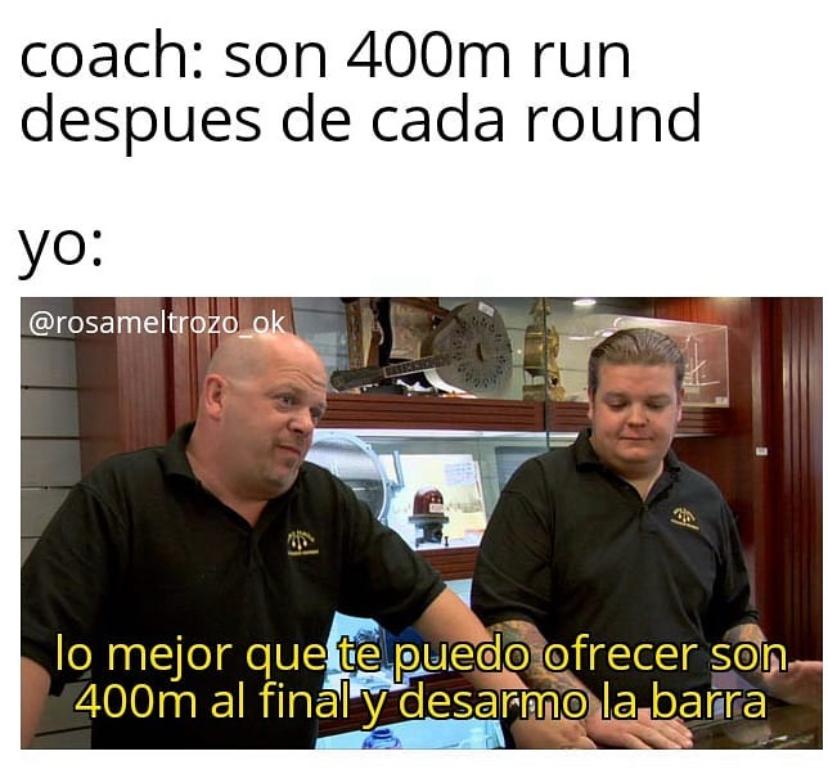 coach: son 400m run
despues de cada round
yo:
@rosameltrozo_ok
lo mejor que te puedo ofrecer son
400m al final y desarmo la barra